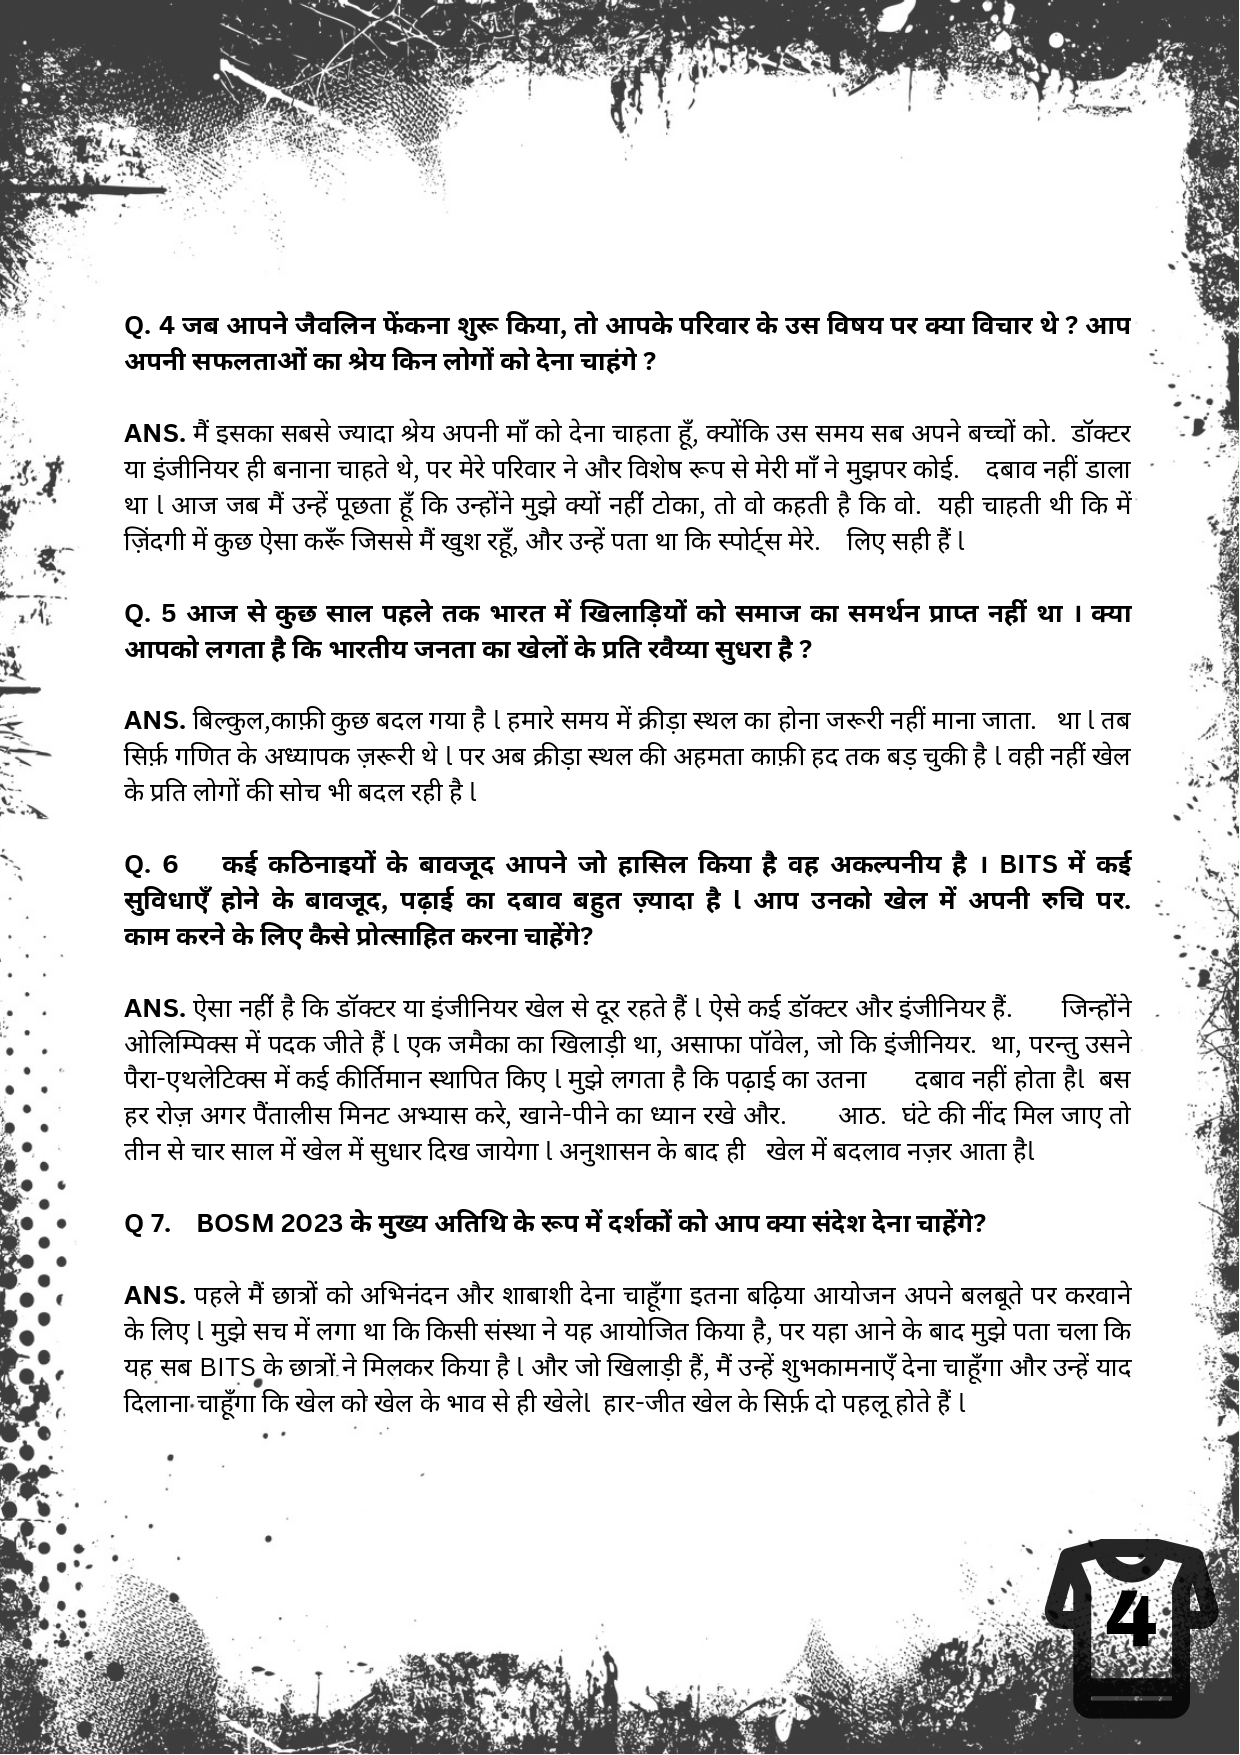 Q. 4 जब आपने जैवलिन फेंकना शुरू किया, तो आपके परिवार के उस विषय पर क्या विचार थे ? आप
अपनी सफलताओं का श्रेय किन लोगों को देना चाहंगे ?
ANS. मैं इसका सबसे ज्यादा श्रेय अपनी माँ को देना चाहता हूँ, क्योंकि उस समय सब अपने बच्चों को. डॉक्टर
या इंजीनियर ही बनाना चाहते थे, पर मेरे परिवार ने और विशेष रूप से मेरी माँ ने मुझपर कोई. दबाव नहीं डाला
था l आज जब मैं उन्हें पूछता हूँ कि उन्होंने मुझे क्यों नहीं टोका, तो वो कहती है कि वो. यही चाहती थी कि में
ज़िंदगी में कुछ ऐसा करूँ जिससे मैं खुश रहूँ, और उन्हें पता था कि स्पोर्ट्स मेरे. लिए सही हैं l
Q. 5 आज से कुछ साल पहले तक भारत में खिलाड़ियों को समाज का समर्थन प्राप्त नहीं था । क्या
आपको लगता है कि भारतीय जनता का खेलों के प्रति रवैय्या सुधरा है ?
ANS. बिल्कुल,काफ़ी कुछ बदल गया है l हमारे समय में क्रीड़ा स्थल का होना जरूरी नहीं माना जाता. था l तब
सिर्फ़ गणित के अध्यापक ज़रूरी थे l पर अब क्रीड़ा स्थल की अहमता काफ़ी हद तक बड़ चुकी है l वही नहीं खेल
के प्रति लोगों की सोच भी बदल रही है l
Q. 6 कई कठिनाइयों के बावजूद आपने जो हासिल किया है वह अकल्पनीय है । BITS में कई
सुविधाएँ होने के बावजूद, पढ़ाई का दबाव बहुत ज़्यादा है l आप उनको खेल में अपनी रुचि पर.
काम करने के लिए कैसे प्रोत्साहित करना चाहेंगे?
ANS. ऐसा नहीं है कि डॉक्टर या इंजीनियर खेल से दूर रहते हैं l ऐसे कई डॉक्टर और इंजीनियर हैं. जिन्होंने
ओलिम्पिक्स में पदक जीते हैं l एक जमैका का खिलाड़ी था, असाफा पॉवेल, जो कि इंजीनियर. था, परन्तु उसने
पैरा-एथलेटिक्स में कई कीर्तिमान स्थापित किए l मुझे लगता है कि पढ़ाई का उतना दबाव नहीं होता हैl बस
हर रोज़ अगर पैंतालीस मिनट अभ्यास करे, खाने-पीने का ध्यान रखे और. आठ. घंटे की नींद मिल जाए तो
तीन से चार साल में खेल में सुधार दिख जायेगा l अनुशासन के बाद ही खेल में बदलाव नज़र आता हैl
Q 7. BOSM 2023 के मुख्य अतिथि के रूप में दर्शकों को आप क्या संदेश देना चाहेंगे?
ANS. पहले मैं छात्रों को अभिनंदन और शाबाशी देना चाहूँगा इतना बढ़िया आयोजन अपने बलबूते पर करवाने
के लिए l मुझे सच में लगा था कि किसी संस्था ने यह आयोजित किया है, पर यहा आने के बाद मुझे पता चला कि
यह सब BITS के छात्रों ने मिलकर किया है l और जो खिलाड़ी हैं, मैं उन्हें शुभकामनाएँ देना चाहूँगा और उन्हें याद
दिलाना चाहूँगा कि खेल को खेल के भाव से ही खेलेl हार-जीत खेल के सिर्फ़ दो पहलू होते हैं l
4